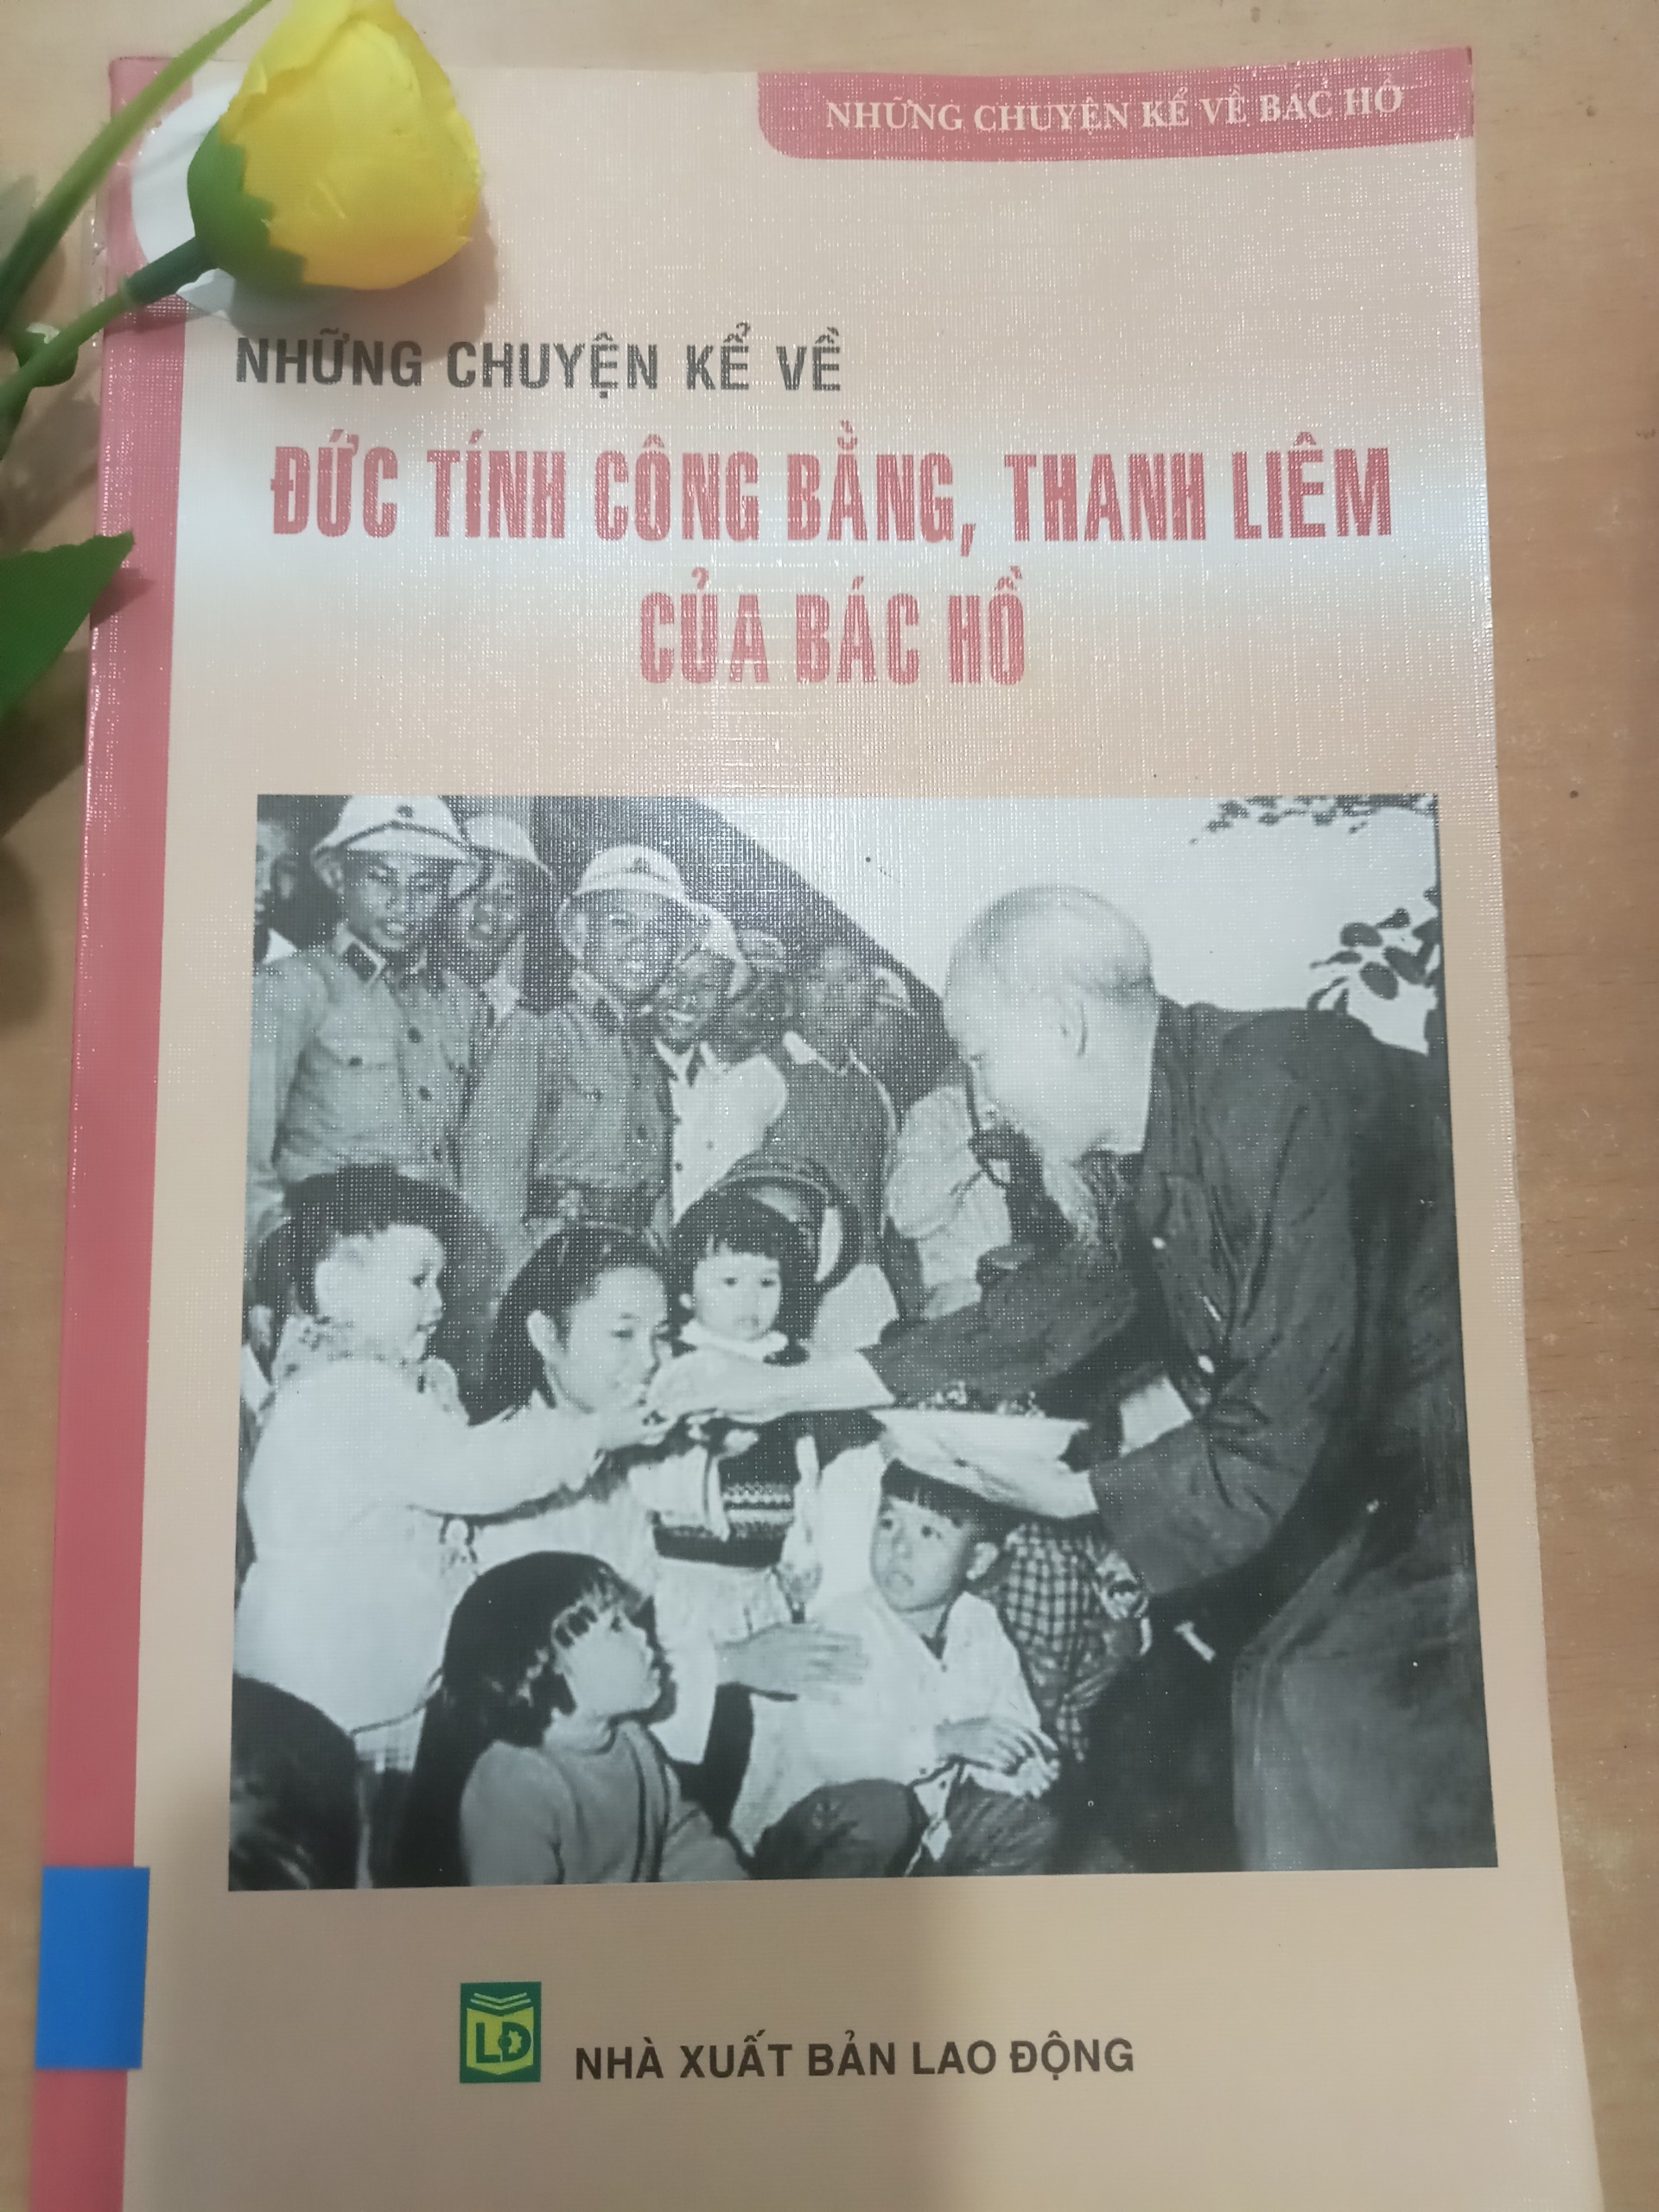 NHỮNG CHUYỆN KỂ VỀ BÁC HỒ
NHỮNG CHUYỆN KỂ VỀ
ĐỨC TÍNH CÔNG BẰNG, THANH LIÊM
CỦA BÁC HỒ
LĐ
NHÀ XUẤT BẢN LAO ĐỘNG